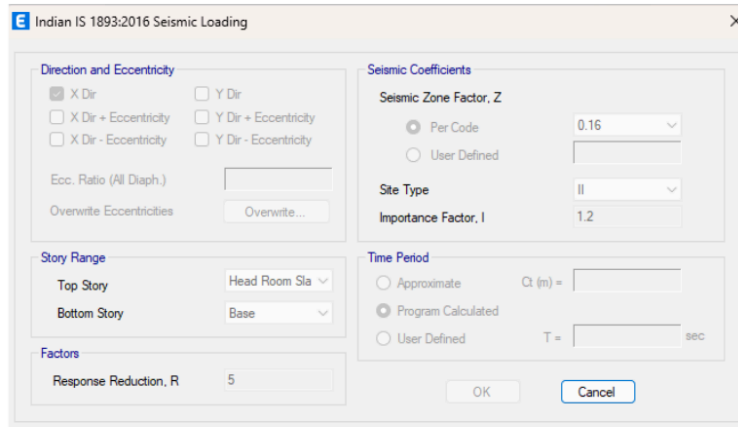 E Indian IS 1893:2016 Seismic Loading
Direction and Eccentricity
X Dir
Y Dir
X Dir + Eccentricity
Y Dir + Eccentricity
X Dir - Eccentricity
Y Dir - Eccentricity
Ecc. Ratio (All Diaph.)
Overwrite Eccentricities
Overwrite...
Story Range
Top Story
Head Room Sla
Bottom Story
Base
Factors
Response Reduction, R
5
Seismic Coefficients
Seismic Zone Factor, Z
Per Code
0.16
User Defined
Site Type
II
Importance Factor, I
1.2
Time Period
Approximate
Ct (m) =
Program Calculated
User Defined
T =
sec
OK
Cancel